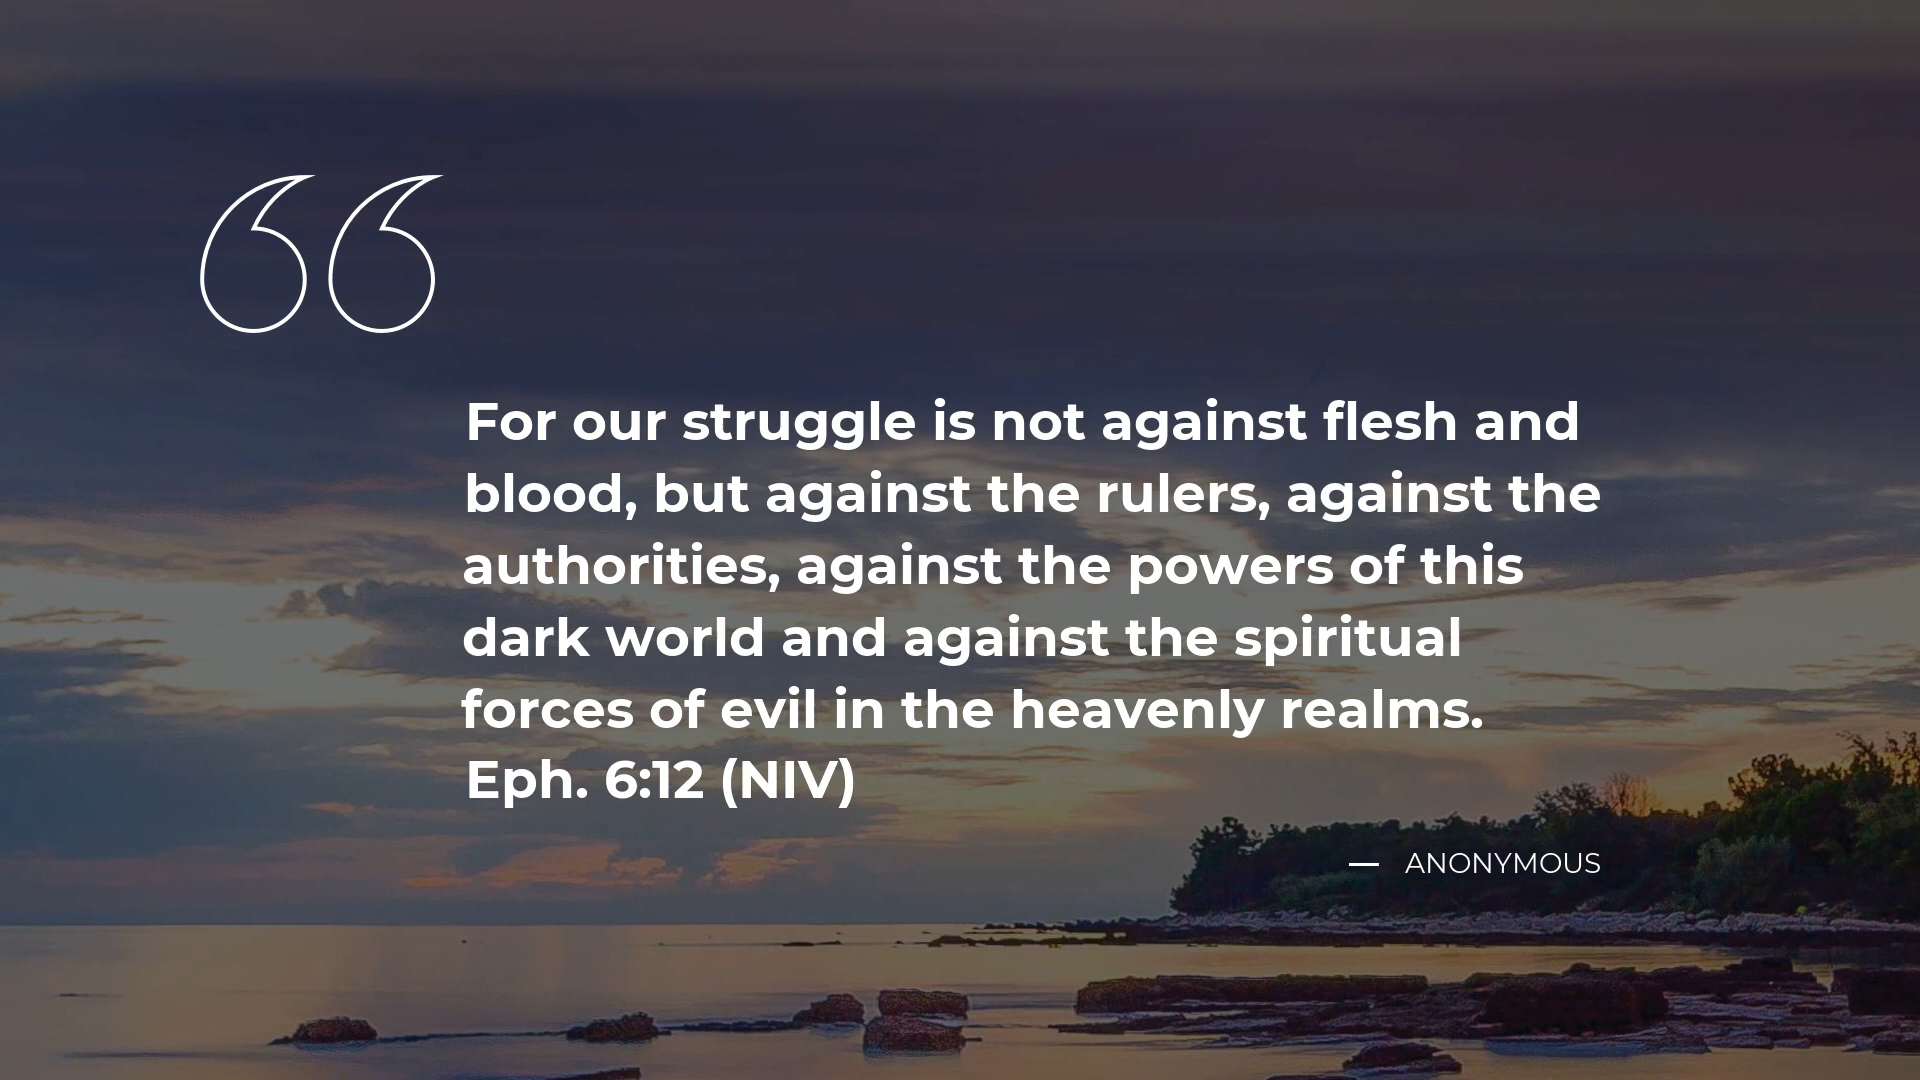 “
For our struggle is not against flesh and
blood, but against the rulers, against the
authorities, against the powers of this
dark world and against the spiritual
forces of evil in the heavenly realms.
Eph. 6:12 (NIV)
— ANONYMOUS